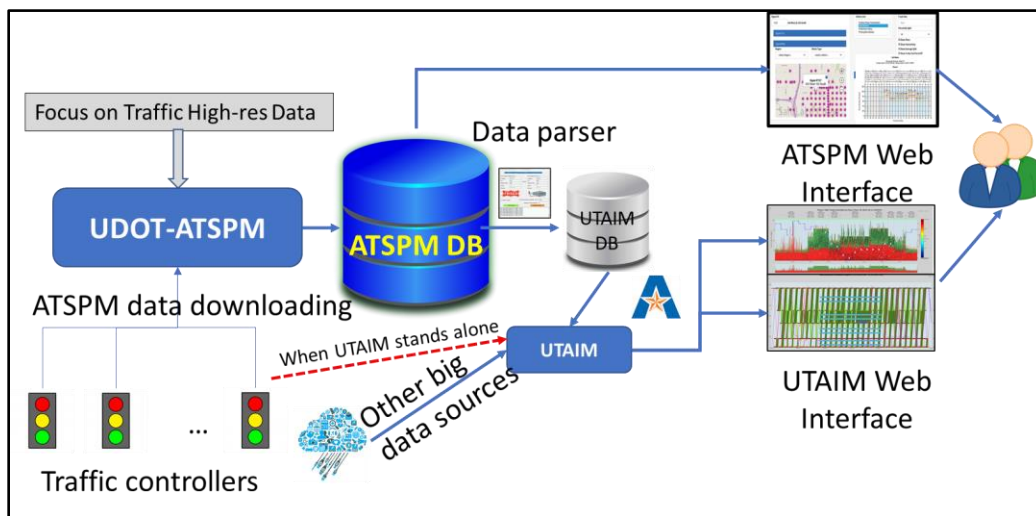 Focus on Traffic High-res Data
UDOT-ATSPM
ATSPM data downloading
...
Traffic controllers
ATSPM DB
Data parser
UTAIM
DB
When UTAIM stands alone
Other big
data sources
UTAIM
ATSPM Web
Interface
UTAIM Web
Interface